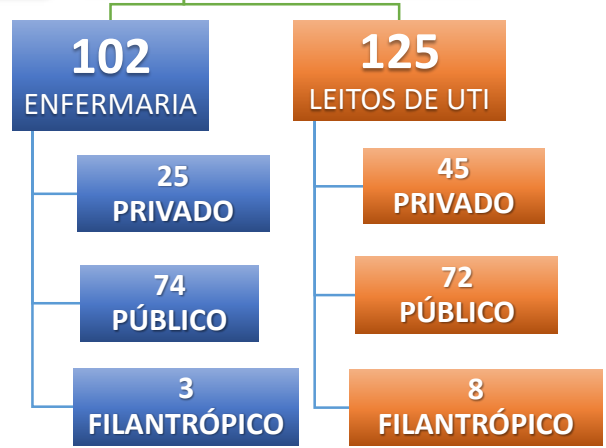 102
ENFERMARIA
25
PRIVADO
74
PÚBLICO
3
FILANTRÓPICO
125
LEITOS DE UTI
45
PRIVADO
72
PÚBLICO
8
FILANTRÓPICO